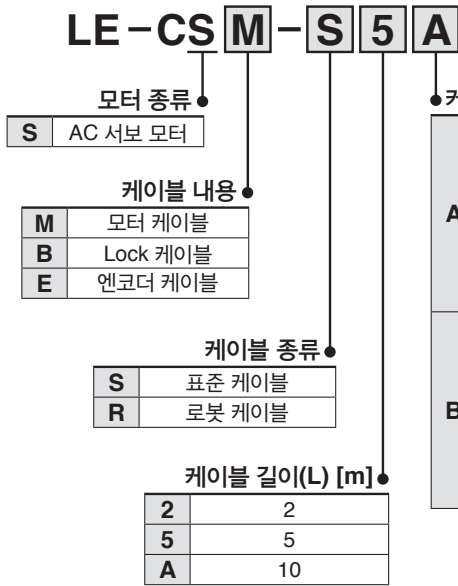 LE-CSM-S5A
모터 종류
S AC 서보 모터
케이블 내용
M 모터 케이블
B Lock 케이블
E 엔코더 케이블
케이블 종류
S 표준 케이블
R 로봇 케이블
케이블 길이(L) [m]
2 2
5 5
A 10
A
B